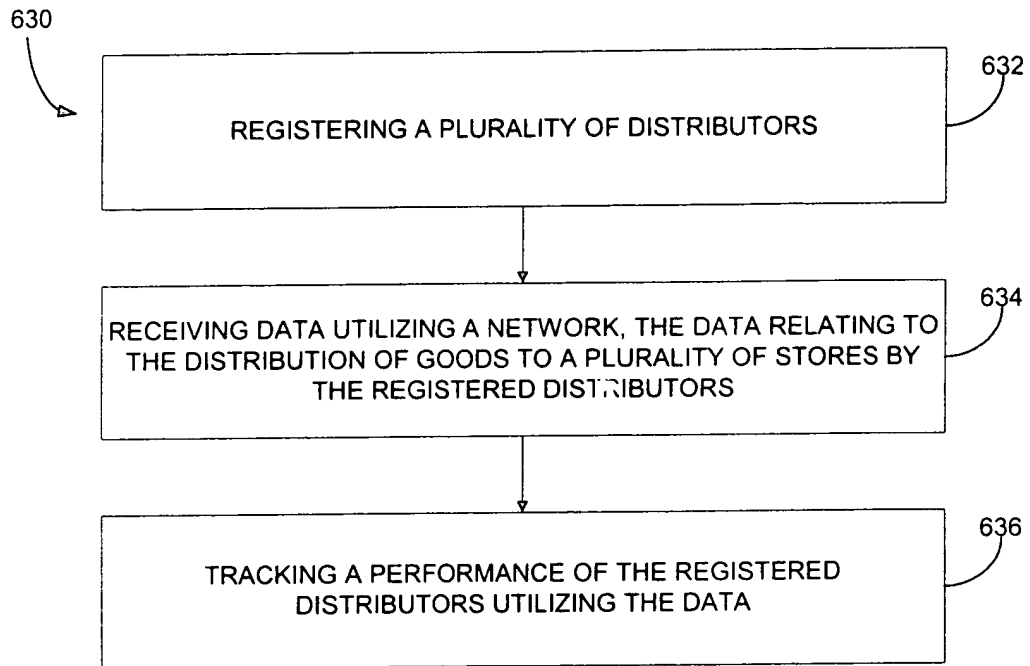 630
632
REGISTERING A PLURALITY OF DISTRIBUTORS
634
RECEIVING DATA UTILIZING A NETWORK, THE DATA RELATING TO
THE DISTRIBUTION OF GOODS TO A PLURALITY OF STORES BY
THE REGISTERED DISTRIBUTORS
636
TRACKING A PERFORMANCE OF THE REGISTERED
DISTRIBUTORS UTILIZING THE DATA